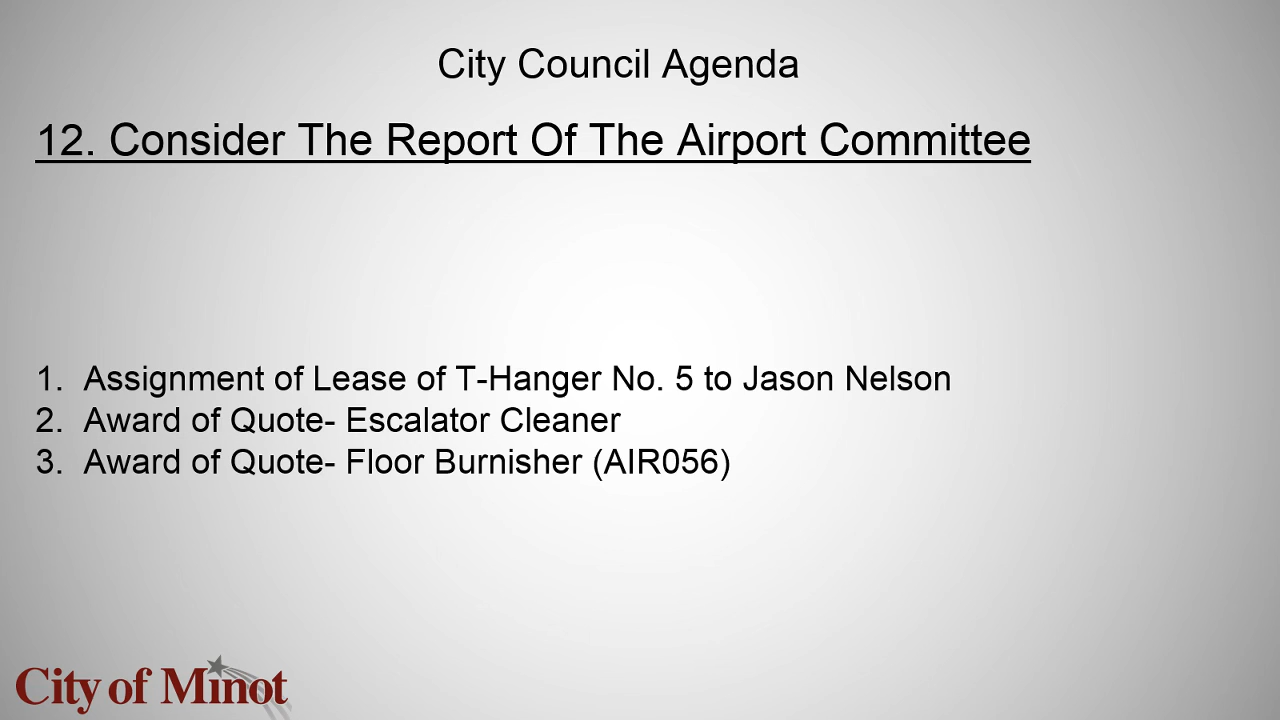 City Council Agenda
12. Consider The Report Of The Airport Committee
1. Assignment of Lease of T-Hanger No. 5 to Jason Nelson
2. Award of Quote- Escalator Cleaner
3. Award of Quote- Floor Burnisher (AIR056)
City of Minot